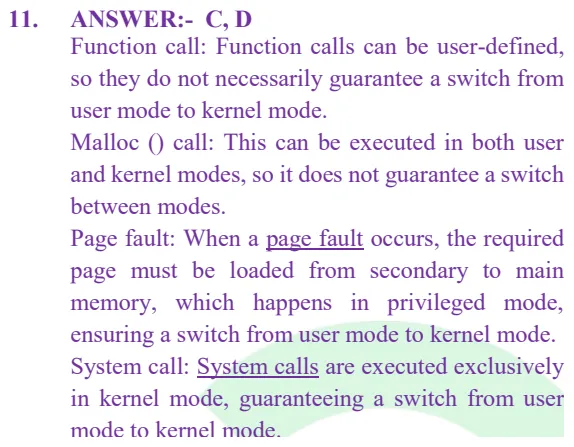 11. ANSWER:- C, D
Function call: Function calls can be user-defined,
so they do not necessarily guarantee a switch from
user mode to kernel mode.
Malloc () call: This can be executed in both user
and kernel modes, so it does not guarantee a switch
between modes.
Page fault: When a page fault occurs, the required
page must be loaded from secondary to main
memory, which happens in privileged mode,
ensuring a switch from user mode to kernel mode.
System call: System calls are executed exclusively
in kernel mode, guaranteeing a switch from user
mode to kernel mode.